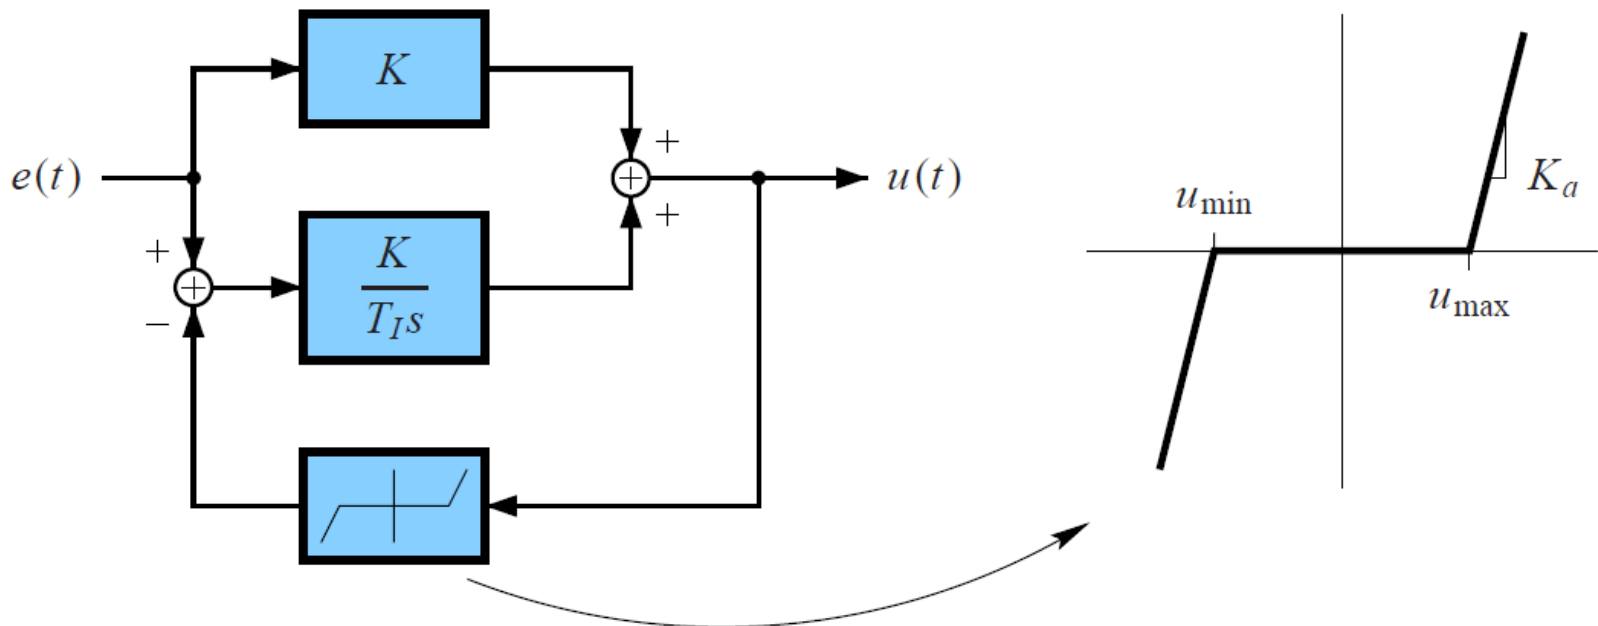 K
+
e(t)
+
u(t)
+
+
K
T_I s
+
−
u_min
K_a
u_max